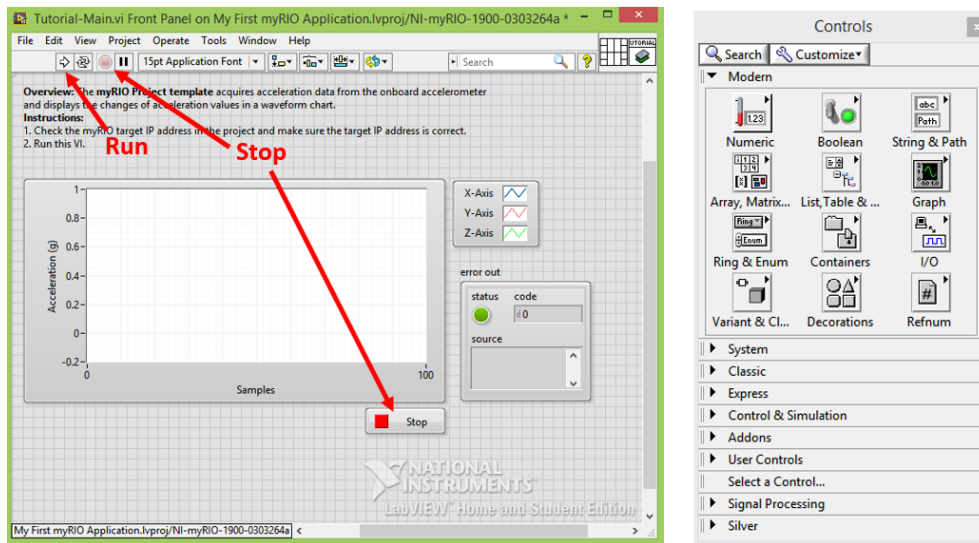 Tutorial-Main.vi Front Panel on My First myRIO Application.lvproj/NI-myRIO-1900-0303264a *
File Edit View Project Operate Tools Window Help
15pt Application Font
Search
TUTORIAL
Overview: The myRIO Project template acquires acceleration data from the onboard accelerometer
and displays the changes of acceleration values in a waveform chart.
Instructions:
1. Check the myRIO target IP address in the project and make sure the target IP address is correct.
2. Run this VI.
Run
Stop
1
0.8
0.6
0.4
0.2
0
-0.2
Acceleration (g)
0
100
Samples
X-Axis
Y-Axis
Z-Axis
error out
status code
0
source
Stop
NATIONAL
INSTRUMENTS
LabVIEW™ Home and Student Edition
My First myRIO Application.lvproj/NI-myRIO-1900-0303264a
Controls
Search Customize
Modern
1.23
abc
Path
Numeric Boolean String & Path
Array, Matrix... List, Table & ... Graph
Ring
Enum
Ring & Enum Containers I/O
#
Variant & Cl... Decorations Refnum
System
Classic
Express
Control & Simulation
Addons
User Controls
Select a Control...
Signal Processing
Silver